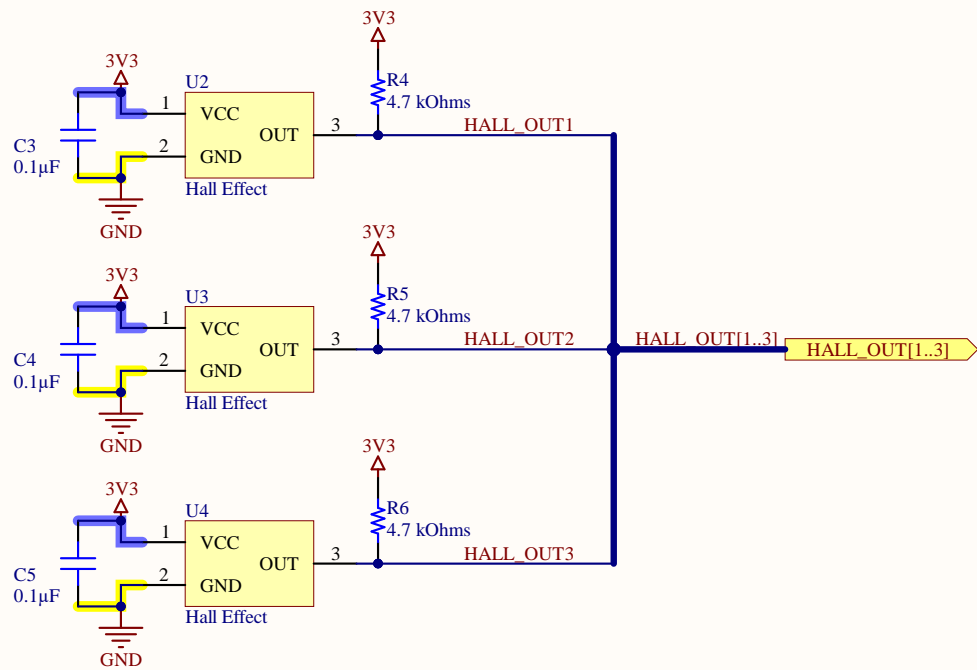 3V3
3V3
U2
R4
4.7 kOhms
1
VCC
OUT
3
HALL_OUT1
C3
0.1µF
2
GND
Hall Effect
GND
3V3
3V3
U3
R5
4.7 kOhms
1
VCC
OUT
3
HALL_OUT2
HALL_OUT[1..3]
HALL_OUT[1..3]
C4
0.1µF
2
GND
Hall Effect
GND
3V3
3V3
U4
R6
4.7 kOhms
1
VCC
OUT
3
HALL_OUT3
C5
0.1µF
2
GND
Hall Effect
GND